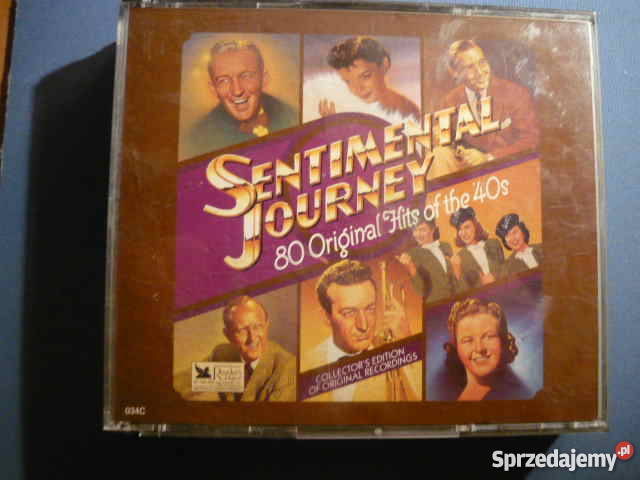 SENTIMENTAL
JOURNEY
80 Original Hits of the '40s
COLLECTOR'S EDITION
OF ORIGINAL RECORDINGS
034C
Sprzedajemy.pl